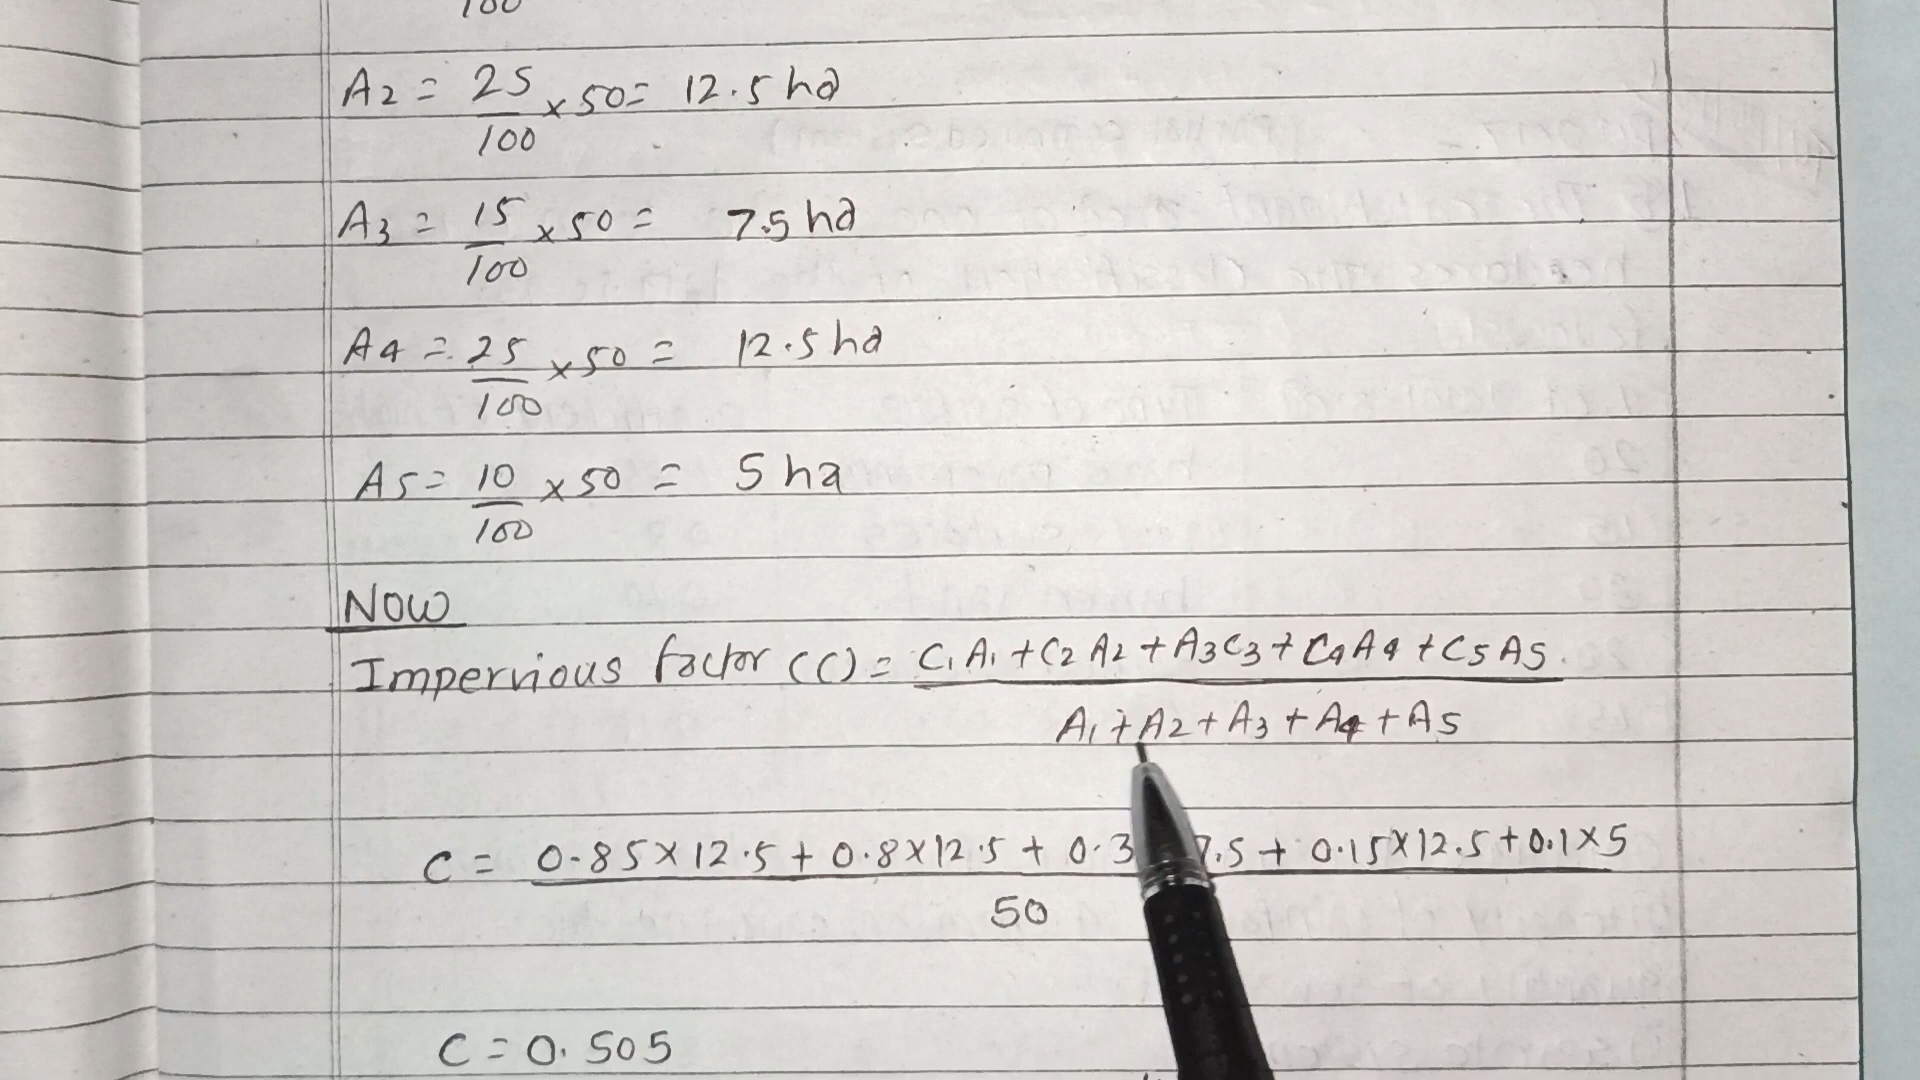 100
A2 = 25/100 × 50 = 12.5 ha
A3 = 15/100 × 50 = 7.5 ha
A4 = 25/100 × 50 = 12.5 ha
A5 = 10/100 × 50 = 5 ha
Now
Impervious factor (C) = C1A1 + C2A2 + A3C3 + C4A4 + C5A5 / A1 + A2 + A3 + A4 + A5
C = 0.85×12.5 + 0.8×12.5 + 0.3 7.5 + 0.15×12.5 + 0.1×5 / 50
C = 0.505